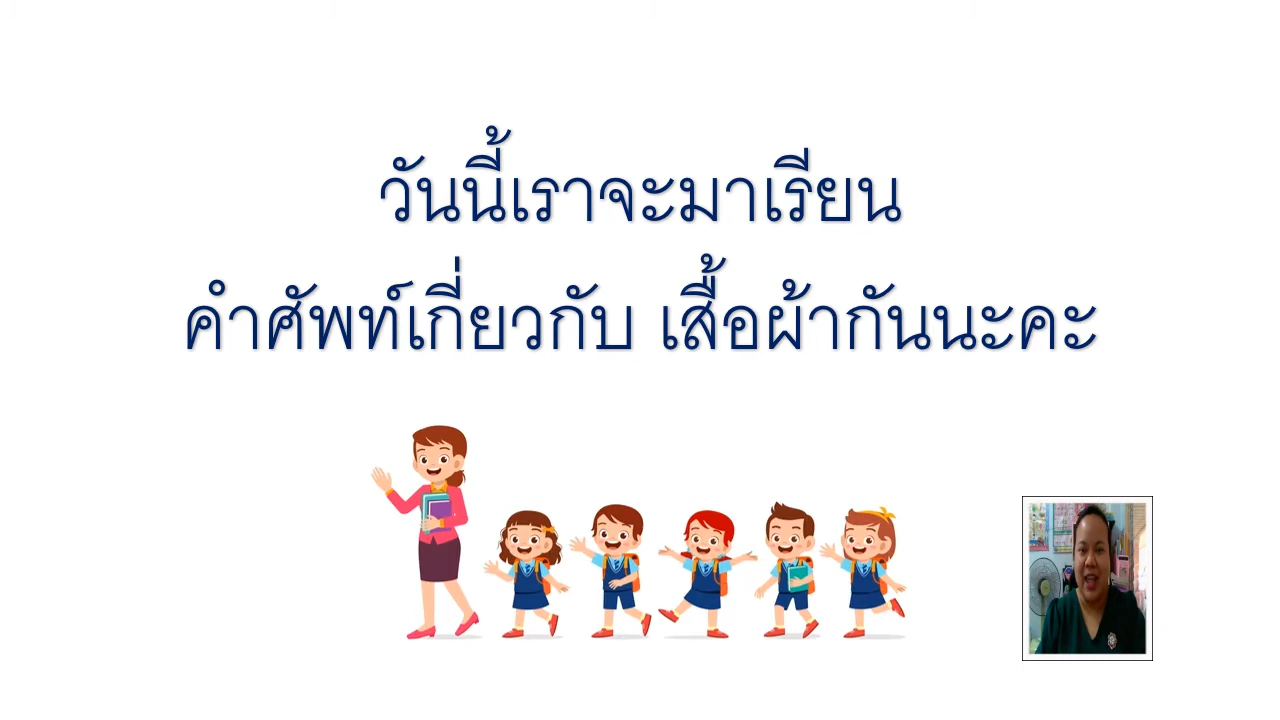 วันนี้เราจะมาเรียน
คำศัพท์เกี่ยวกับ เสื้อผ้ากันนะคะ